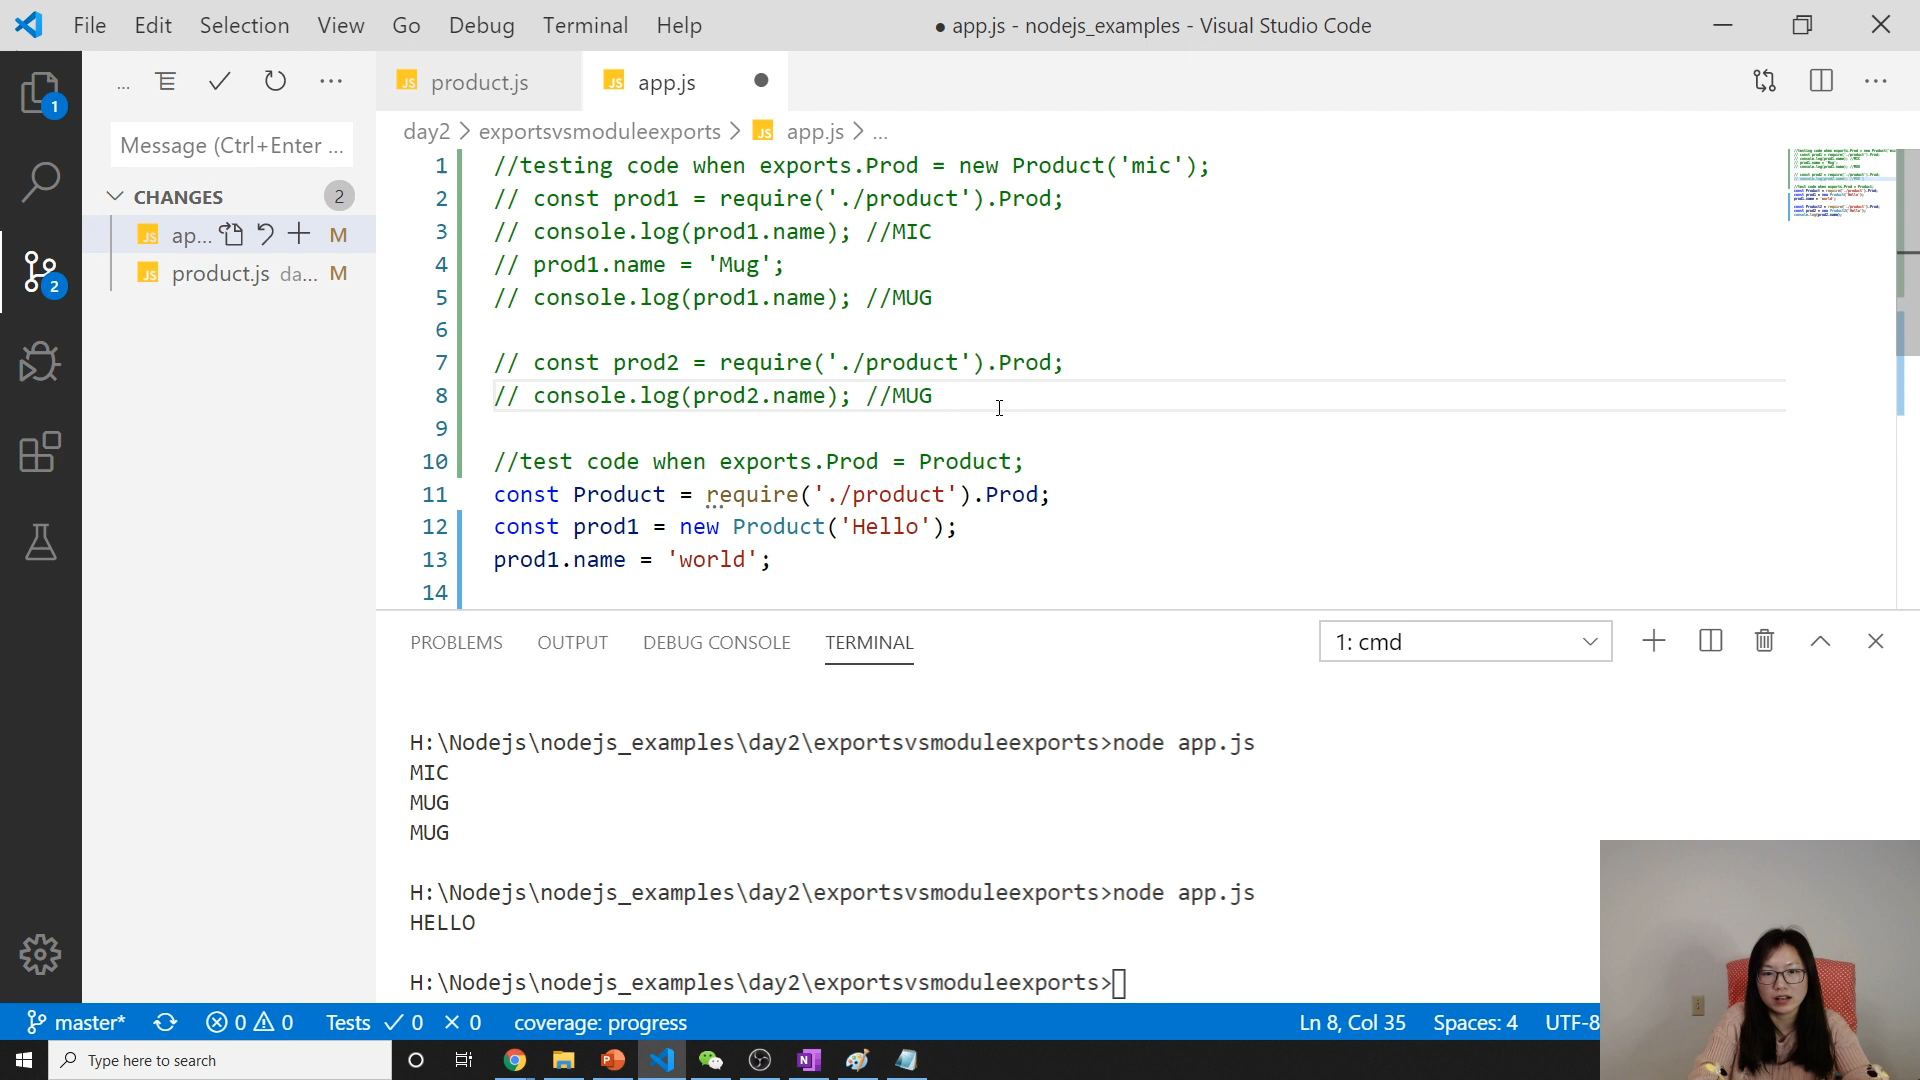 File Edit Selection View Go Debug Terminal Help
● app.js - nodejs_examples - Visual Studio Code
1
...
Message (Ctrl+Enter ...
CHANGES 2
JS ap... M
JS product.js da... M
2
JS product.js
JS app.js
day2 > exportsvsmoduleexports > JS app.js > ...
1 //testing code when exports.Prod = new Product('mic');
2 // const prod1 = require('./product').Prod;
3 // console.log(prod1.name); //MIC
4 // prod1.name = 'Mug';
5 // console.log(prod1.name); //MUG
6
7 // const prod2 = require('./product').Prod;
8 // console.log(prod2.name); //MUG
9
10 //test code when exports.Prod = Product;
11 const Product = require('./product').Prod;
12 const prod1 = new Product('Hello');
13 prod1.name = 'world';
14
PROBLEMS OUTPUT DEBUG CONSOLE TERMINAL
1: cmd
H:\Nodejs\nodejs_examples\day2\exportsvsmoduleexports>node app.js
MIC
MUG
MUG
H:\Nodejs\nodejs_examples\day2\exportsvsmoduleexports>node app.js
HELLO
H:\Nodejs\nodejs_examples\day2\exportsvsmoduleexports>
master* 0 0 Tests 0 0 coverage: progress
Ln 8, Col 35 Spaces: 4 UTF-8
Type here to search